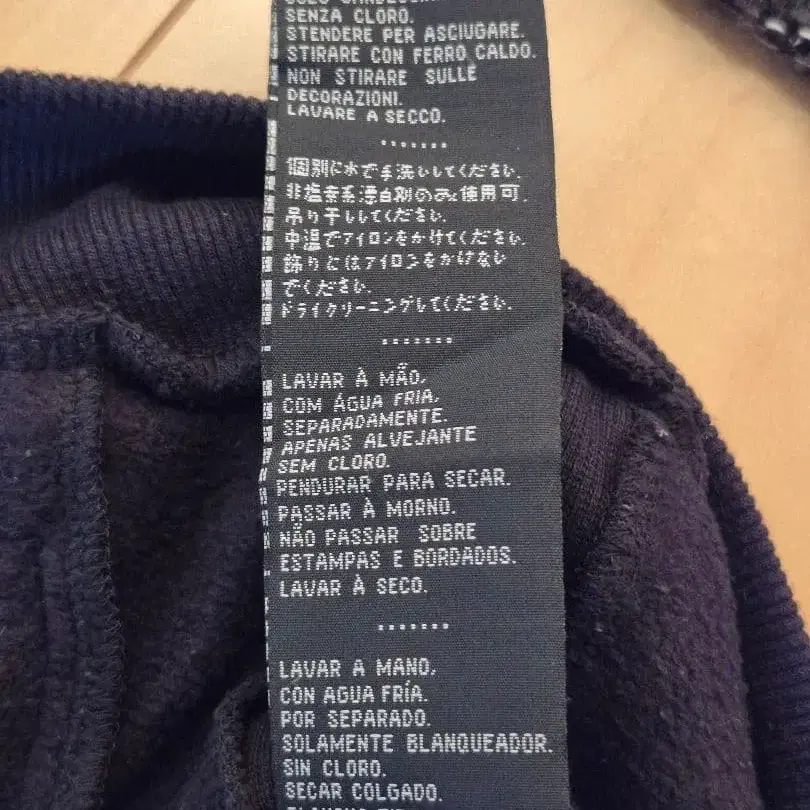 SENZA CLORO.
STENDERE PER ASCIUGARE.
STIRARE CON FERRO CALDO.
NON STIRARE SULLE
DECORAZIONI.
LAVARE A SECCO.
.......
個別に水で手洗いしてください.
非塩素系漂白剤のみ使用可.
吊り干ししてください.
中温でアイロンをかけてください.
飾りにはアイロンをかけない
でください.
ドライクリーニングしてください.
.......
LAVAR À MÃO,
COM ÁGUA FRIA,
SEPARADAMENTE.
APENAS ALVEJANTE
SEM CLORO.
PENDURAR PARA SECAR.
PASSAR À MORNO.
NÃO PASSAR SOBRE
ESTAMPAS E BORDADOS.
LAVAR À SECO.
.......
LAVAR A MANO,
CON AGUA FRÍA.
POR SEPARADO.
SOLAMENTE BLANQUEADOR.
SIN CLORO.
SECAR COLGADO.